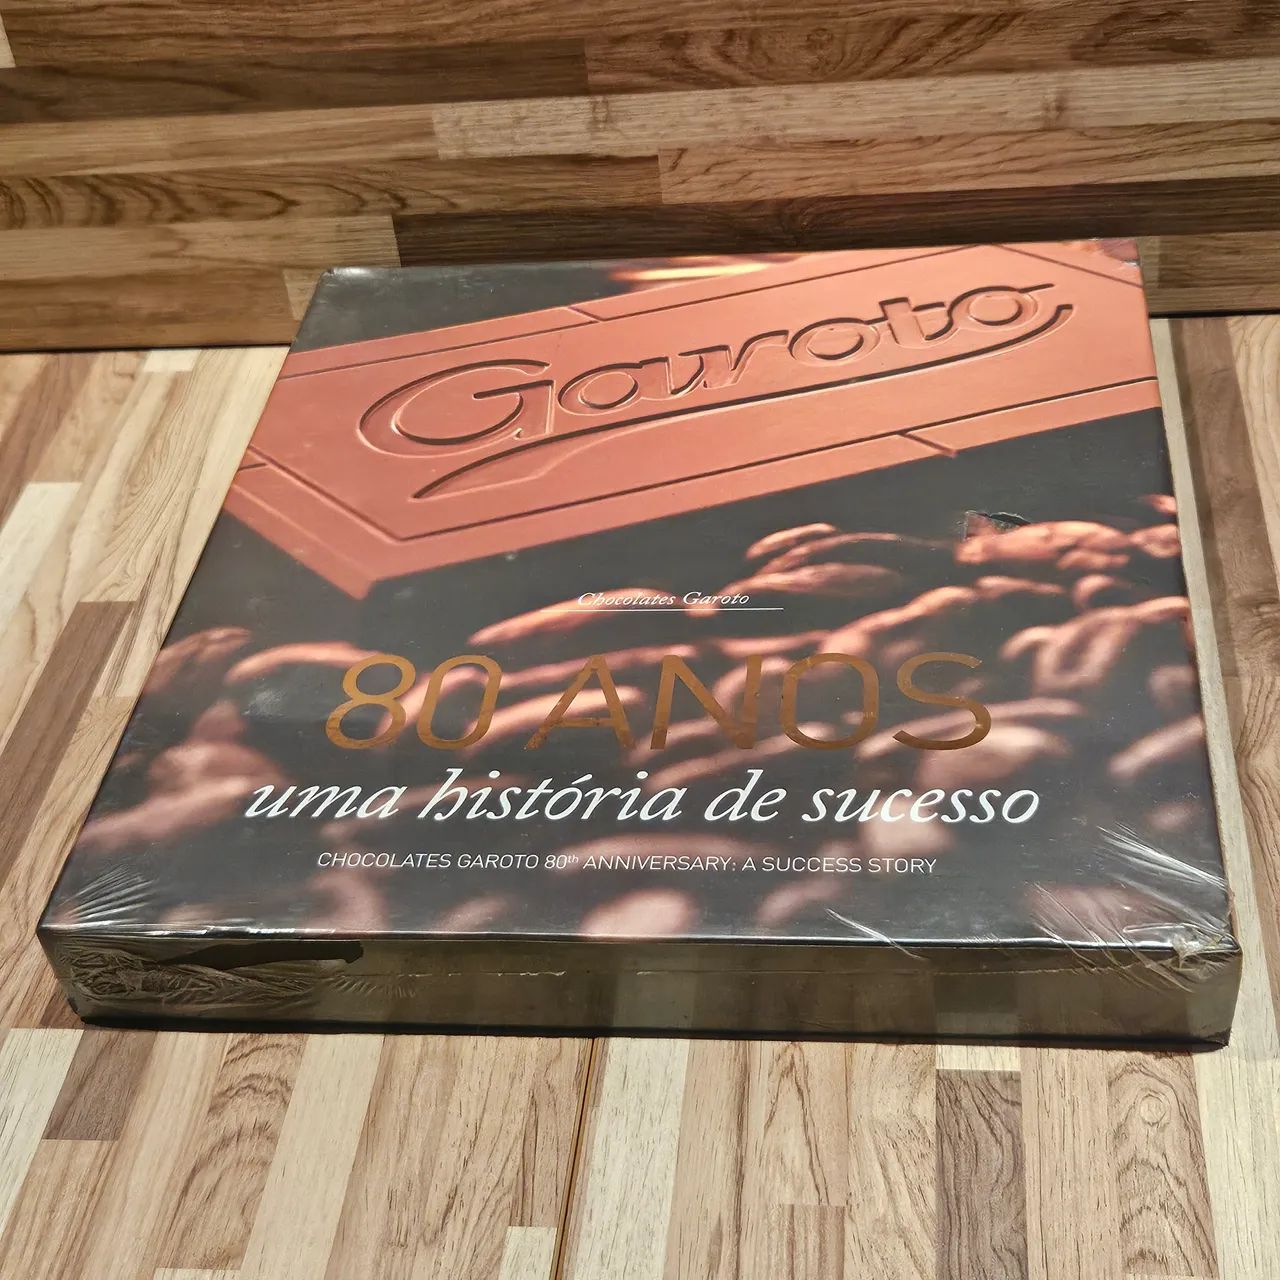 Garoto
Chocolates Garoto
80 ANOS
uma história de sucesso
CHOCOLATES GAROTO 80th ANNIVERSARY: A SUCCESS STORY